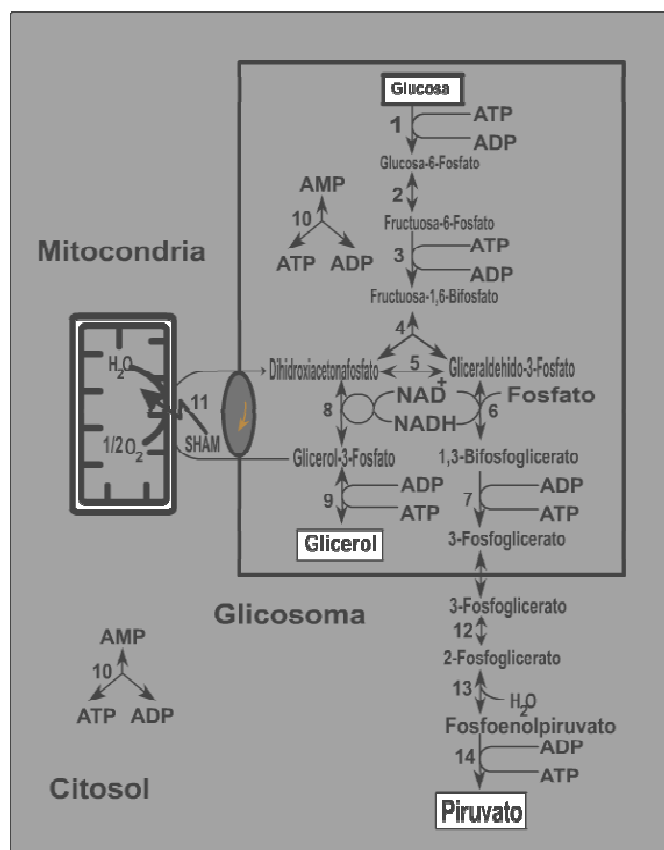 Glucosa
1
ATP
ADP
Glucosa-6-Fosfato
AMP
10
ATP ADP
2
Fructuosa-6-Fosfato
3
ATP
ADP
Fructuosa-1,6-Bifosfato
Mitocondria
4
Dihidroxiacetonafosfato
5
Gliceraldehido-3-Fosfato
H2O
11
SHAM
1/2O2
8
NAD+
NADH
6
Fosfato
Glicerol-3-Fosfato
1,3-Bifosfoglicerato
9
ADP
ATP
7
ADP
ATP
Glicerol
3-Fosfoglicerato
Glicosoma
3-Fosfoglicerato
12
2-Fosfoglicerato
AMP
10
ATP ADP
13
H2O
Fosfoenolpiruvato
14
ADP
ATP
Citosol
Piruvato